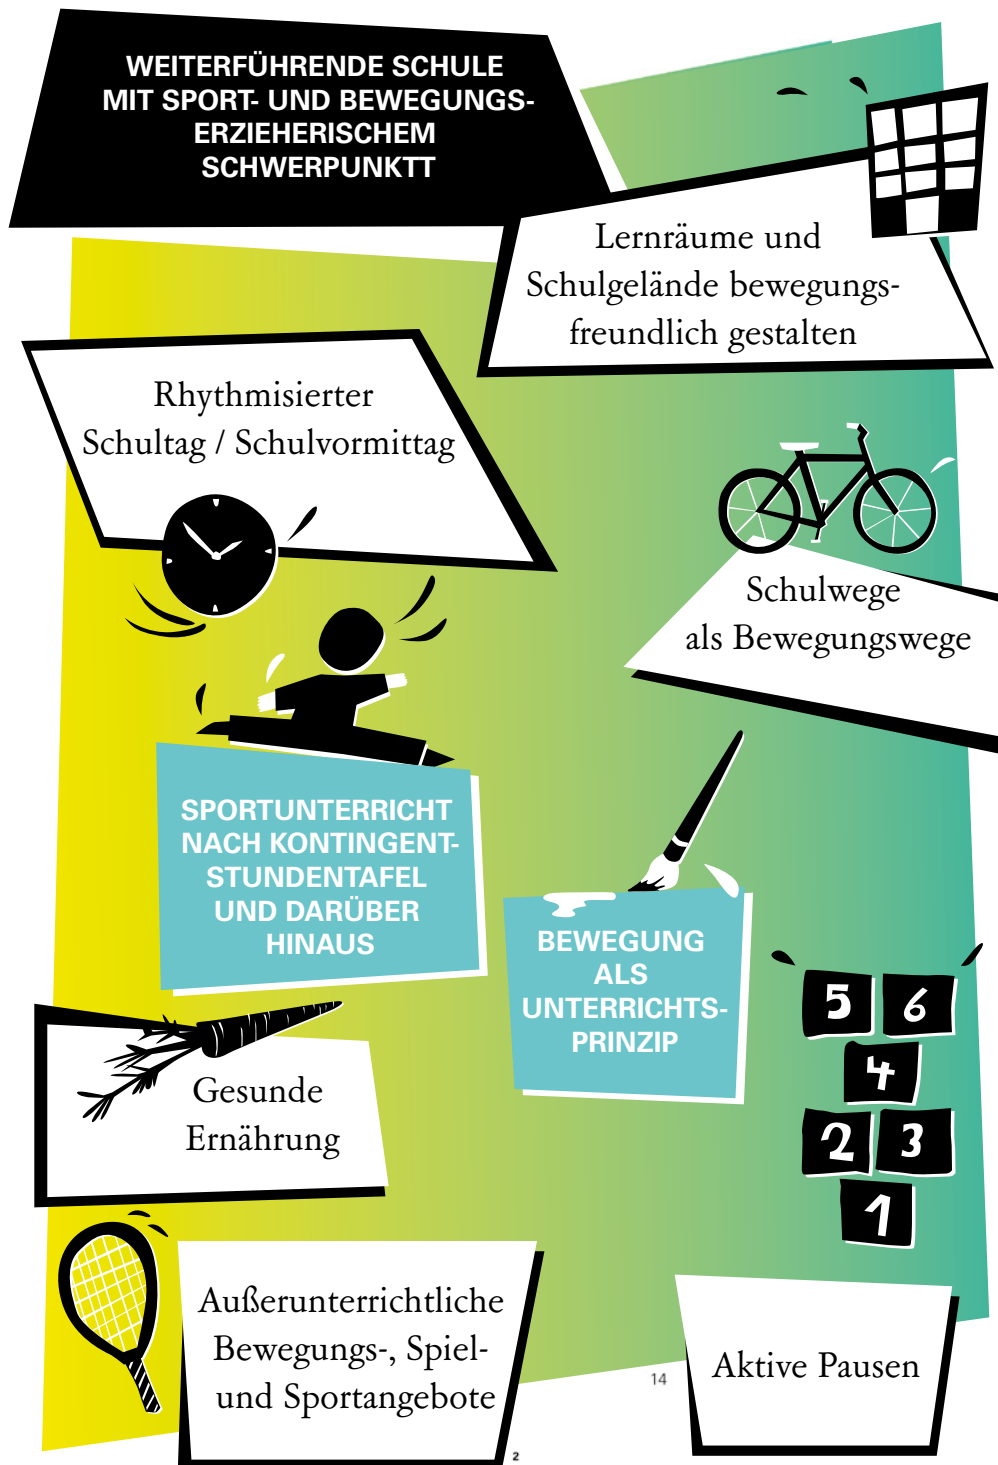 WEITERFÜHRENDE SCHULE
MIT SPORT- UND BEWEGUNGS-
ERZIEHERISCHEM
SCHWERPUNKTT
Lernräume und
Schulgelände bewegungs-
freundlich gestalten
Rhythmisierter
Schultag / Schulvormittag
Schulwege
als Bewegungswege
SPORTUNTERRICHT
NACH KONTINGENT-
STUNDENTAFEL
UND DARÜBER
HINAUS
BEWEGUNG
ALS
UNTERRICHTS-
PRINZIP
5 6
4
2 3
1
Gesunde
Ernährung
Außerunterrichtliche
Bewegungs-, Spiel-
und Sportangebote
Aktive Pausen
14
2